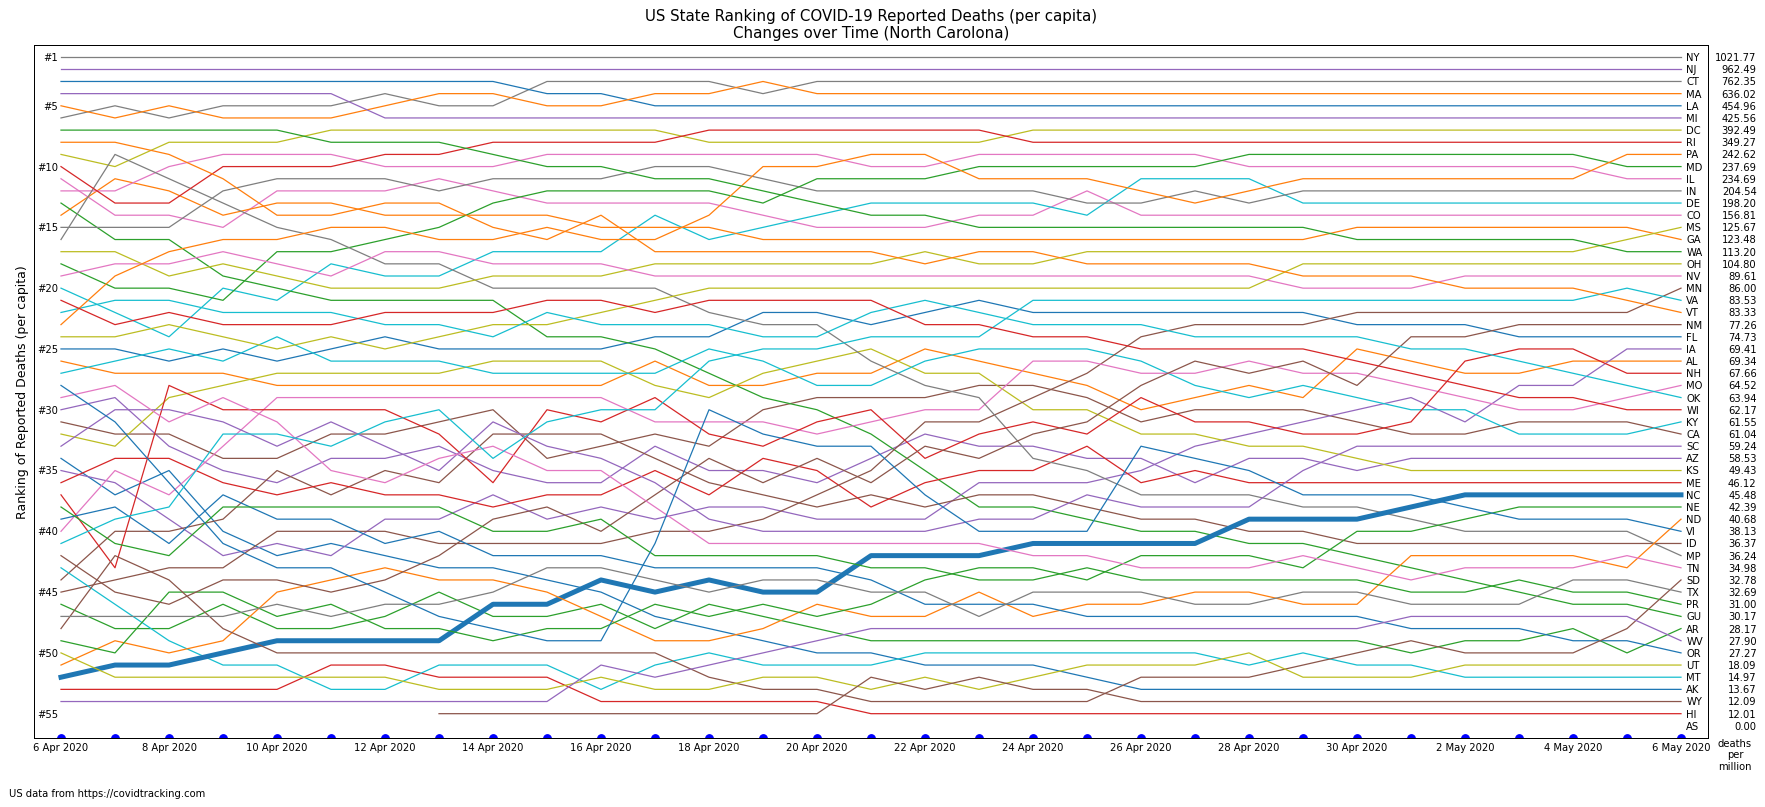 US State Ranking of COVID-19 Reported Deaths (per capita)
Changes over Time (North Carolona)
Ranking of Reported Deaths (per capita)
#1
#5
#10
#15
#20
#25
#30
#35
#40
#45
#50
#55
NY 1021.77
NJ 962.49
CT 762.35
MA 636.02
LA 454.96
MI 425.56
DC 392.49
RI 349.27
PA 242.62
MD 237.69
IL 234.69
IN 204.54
DE 198.20
CO 156.81
MS 125.67
GA 123.48
WA 113.20
OH 104.80
NV 89.61
MN 86.00
VA 83.53
VT 83.33
NM 77.26
FL 74.73
IA 69.41
AL 69.34
NH 67.66
MO 64.52
OK 63.94
WI 62.17
KY 61.55
CA 61.04
SC 59.24
AZ 58.53
KS 49.43
ME 46.12
NC 45.48
NE 42.39
ND 40.68
VI 38.13
ID 36.37
MP 36.24
TN 34.98
SD 32.78
TX 32.69
PR 31.00
GU 30.17
AR 28.17
WV 27.90
OR 27.27
UT 18.09
MT 14.97
AK 13.67
WY 12.09
HI 12.01
AS 0.00
6 Apr 2020 8 Apr 2020 10 Apr 2020 12 Apr 2020 14 Apr 2020 16 Apr 2020 18 Apr 2020 20 Apr 2020 22 Apr 2020 24 Apr 2020 26 Apr 2020 28 Apr 2020 30 Apr 2020 2 May 2020 4 May 2020 6 May 2020
deaths
per
million
US data from https://covidtracking.com